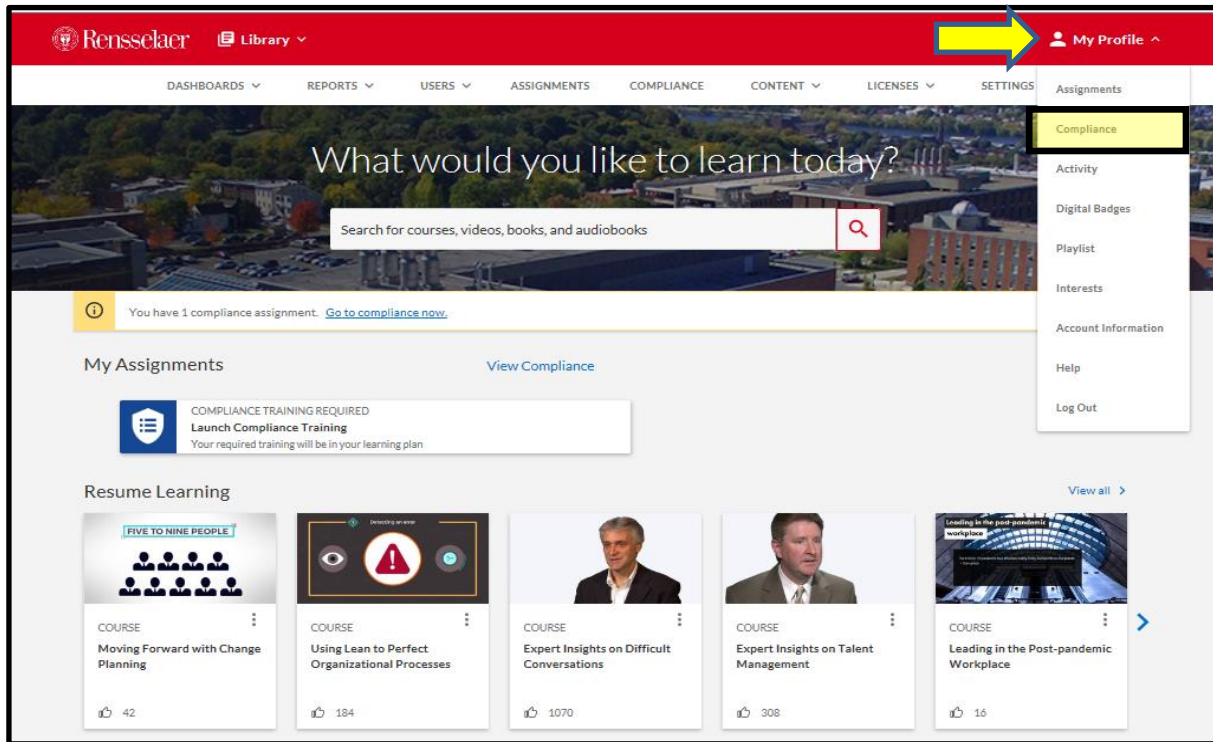 Rensselaer Library My Profile
DASHBOARDS REPORTS USERS ASSIGNMENTS COMPLIANCE CONTENT LICENSES SETTINGS
Assignments
Compliance
Activity
Digital Badges
Playlist
Interests
Account Information
Help
Log Out
What would you like to learn today?
Search for courses, videos, books, and audiobooks
You have 1 compliance assignment. Go to compliance now.
My Assignments View Compliance
COMPLIANCE TRAINING REQUIRED
Launch Compliance Training
Your required training will be in your learning plan
Resume Learning View all
FIVE TO NINE PEOPLE
Detecting an error
Leading in the post-pandemic
workplace
COURSE
Moving Forward with Change
Planning
42
COURSE
Using Lean to Perfect
Organizational Processes
184
COURSE
Expert Insights on Difficult
Conversations
1070
COURSE
Expert Insights on Talent
Management
308
COURSE
Leading in the Post-pandemic
Workplace
16